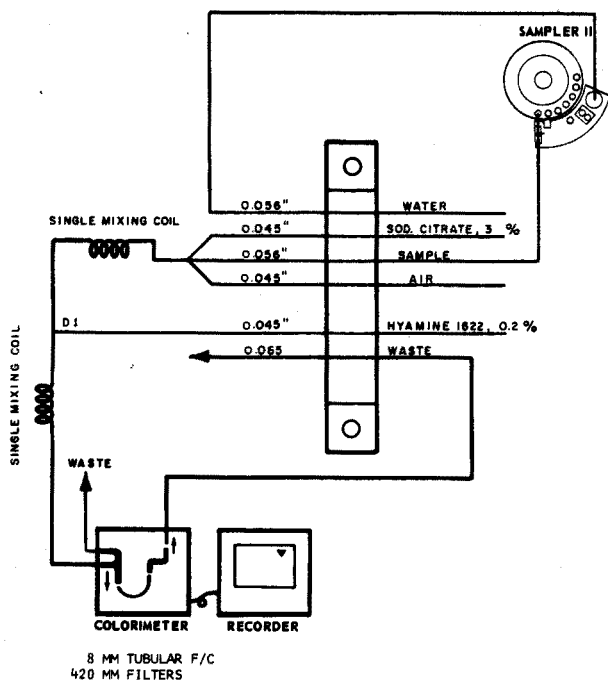 SAMPLER II
0.056" WATER
SINGLE MIXING COIL
0.045" SOD. CITRATE, 3 %
0.056" SAMPLE
0.045" AIR
D1 0.045" HYAMINE 1622, 0.2 %
0.065 WASTE
SINGLE MIXING COIL
WASTE
COLORIMETER RECORDER
8 MM TUBULAR F/C
420 MM FILTERS